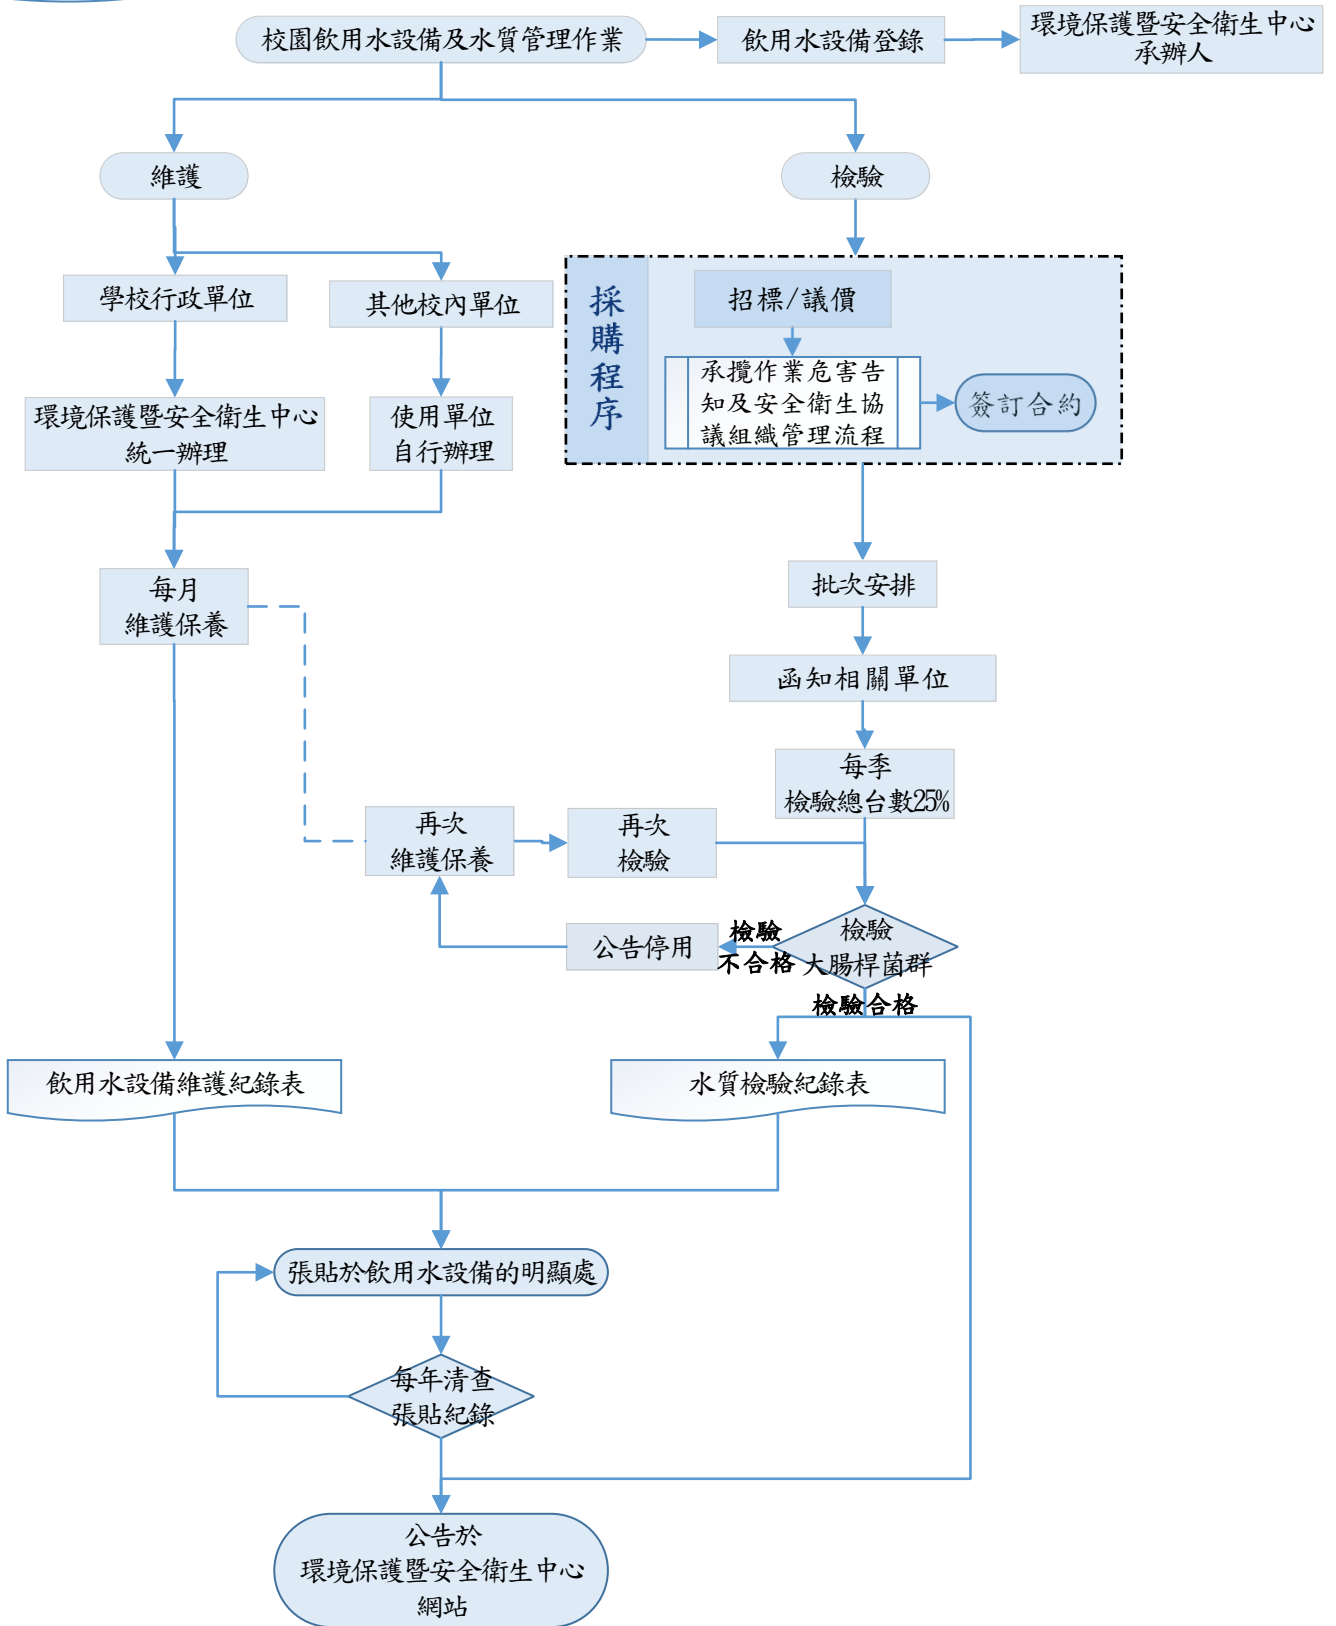 校園飲用水設備及水質管理作業
飲用水設備登錄
環境保護暨安全衛生中心
承辦人
維護
檢驗
學校行政單位
其他校內單位
採購程序
招標/議價
承攬作業危害告
知及安全衛生協
議組織管理流程
簽訂合約
環境保護暨安全衛生中心
統一辦理
使用單位
自行辦理
每月
維護保養
批次安排
函知相關單位
每季
檢驗總台數25%
再次
維護保養
再次
檢驗
公告停用
檢驗
不合格
檢驗
大腸桿菌群
檢驗合格
飲用水設備維護紀錄表
水質檢驗紀錄表
張貼於飲用水設備的明顯處
每年清查
張貼紀錄
公告於
環境保護暨安全衛生中心
網站